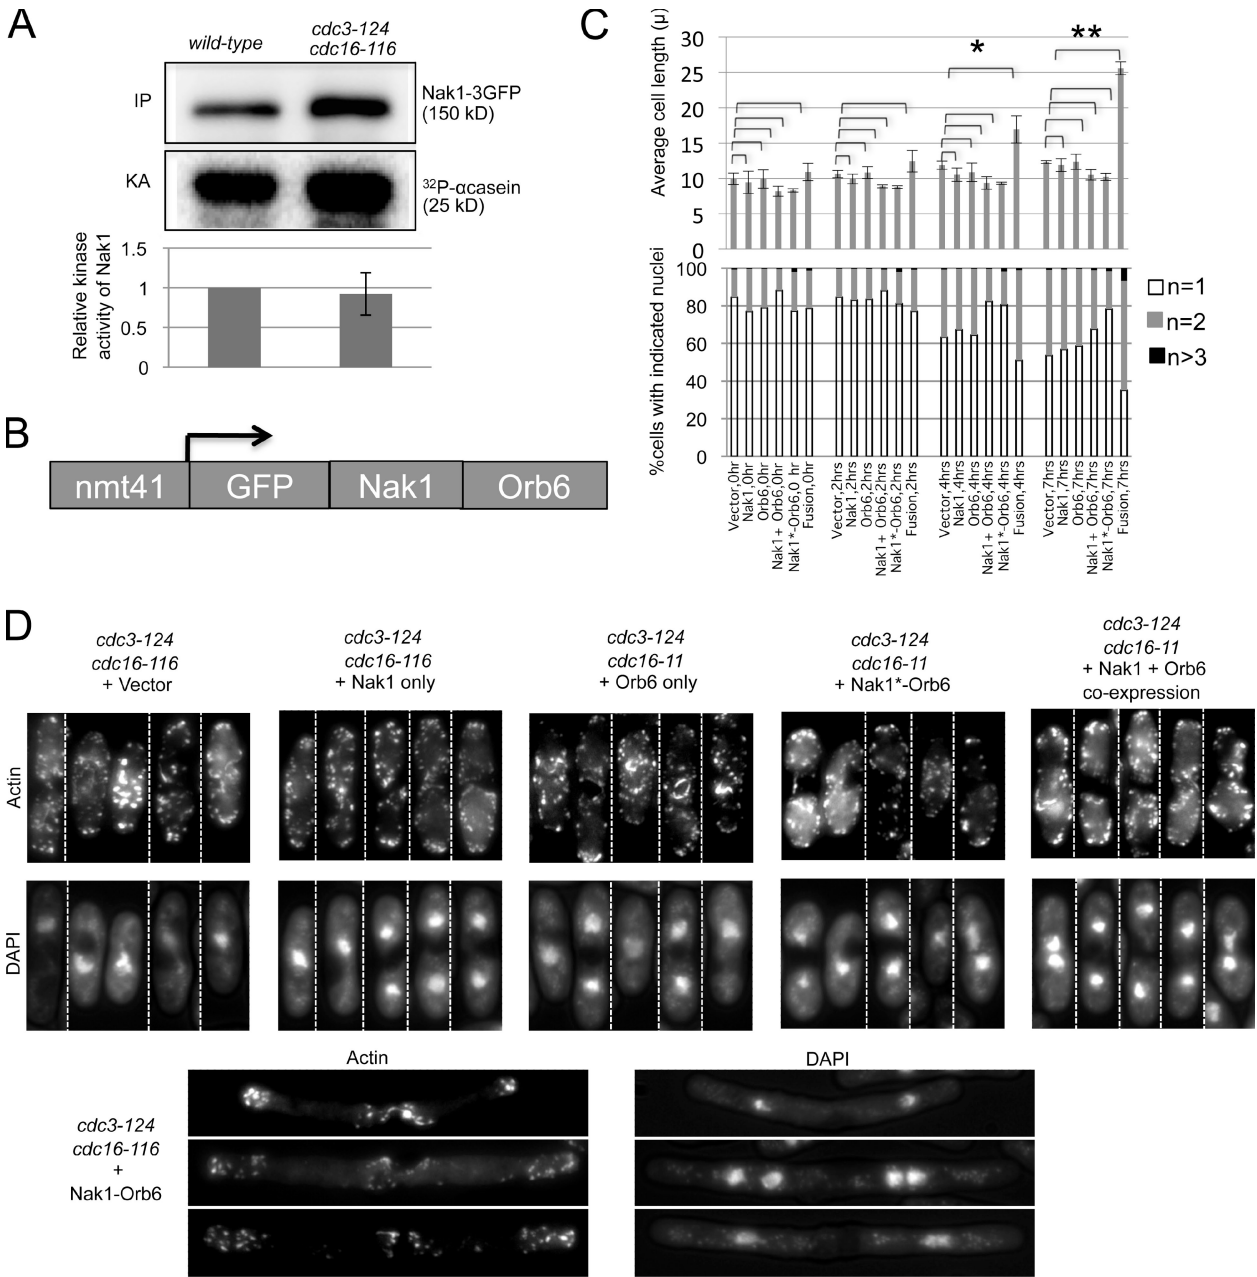 A
wild-type
cdc3-124
cdc16-116
IP
Nak1-3GFP
(150 kD)
KA
32P-αcasein
(25 kD)
Relative kinase
activity of Nak1
1.5
1
0.5
0
B
nmt41
GFP
Nak1
Orb6
C
Average cell length (µ)
30
25
20
15
10
5
0
*
**
%cells with indicated nuclei
100
80
60
40
20
0
n=1
n=2
n>3
Vector,0hr
Nak1,0hr
Orb6,0hr
Nak1+ Orb6,0hr
Nak1*-Orb6,0 hr
Fusion,0hr
Vector,2hrs
Nak1,2hrs
Orb6,2hrs
Nak1+ Orb6,2hrs
Nak1*-Orb6,2hrs
Fusion,2hrs
Vector,4hrs
Nak1,4hrs
Orb6,4hrs
Nak1+ Orb6,4hrs
Nak1*-Orb6,4hrs
Fusion,4hrs
Vector,7hrs
Nak1,7hrs
Orb6,7hrs
Nak1+ Orb6,7hrs
Nak1*-Orb6,7hrs
Fusion,7hrs
D
cdc3-124
cdc16-116
+ Vector
cdc3-124
cdc16-116
+ Nak1 only
cdc3-124
cdc16-11
+ Orb6 only
cdc3-124
cdc16-11
+ Nak1*-Orb6
cdc3-124
cdc16-11
+ Nak1 + Orb6
co-expression
Actin
DAPI
Actin
DAPI
cdc3-124
cdc16-116
+
Nak1-Orb6